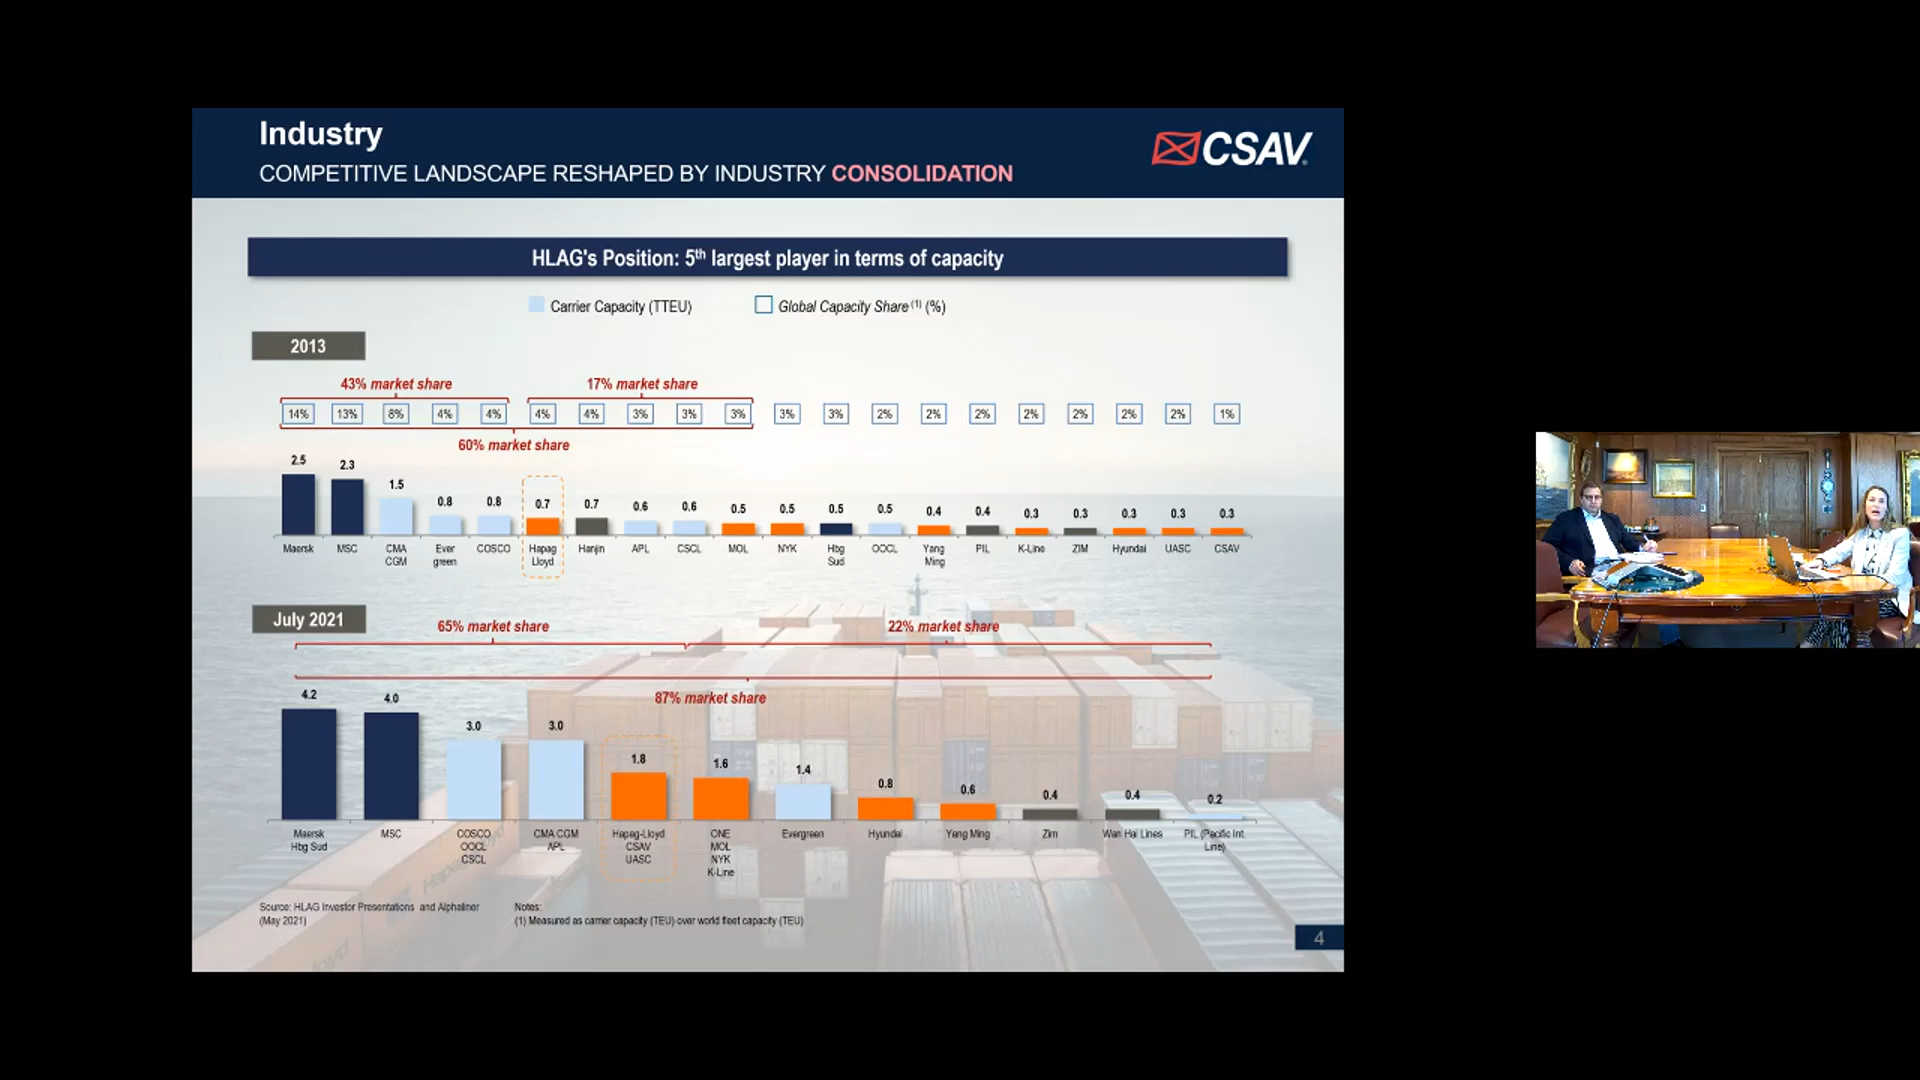 Industry
COMPETITIVE LANDSCAPE RESHAPED BY INDUSTRY CONSOLIDATION
CSAV
HLAG's Position: 5th largest player in terms of capacity
Carrier Capacity (TTEU)
Global Capacity Share (1) (%)
2013
43% market share
17% market share
14% 13% 8% 4% 4% 4% 4% 3% 3% 3% 3% 3% 2% 2% 2% 2% 2% 2% 2% 1%
60% market share
2.5 2.3 1.5 0.8 0.8 0.7 0.7 0.6 0.6 0.5 0.5 0.5 0.5 0.4 0.4 0.3 0.3 0.3 0.3 0.3
Maersk MSC CMA Ever COSCO Hapag Hanjin APL CSCL MOL NYK Hbg OOCL Yang PIL K-Line ZIM Hyundai UASC CSAV
CGM green Lloyd Sud Ming
July 2021
65% market share
22% market share
87% market share
4.2 4.0 3.0 3.0 1.8 1.6 1.4 0.8 0.6 0.4 0.4 0.2
Maersk MSC COSCO CMA CGM Hapag-Lloyd ONE Evergreen Hyundai Yang Ming Zim Wan Hai Lines PIL (Pacific Int.
Hbg Sud OOCL APL CSAV MOL Line)
CSCL UASC NYK
K-Line
Source: HLAG Investor Presentations and Alphaliner
(May 2021)
Notes:
(1) Measured as carrier capacity (TEU) over world fleet capacity (TEU)
4